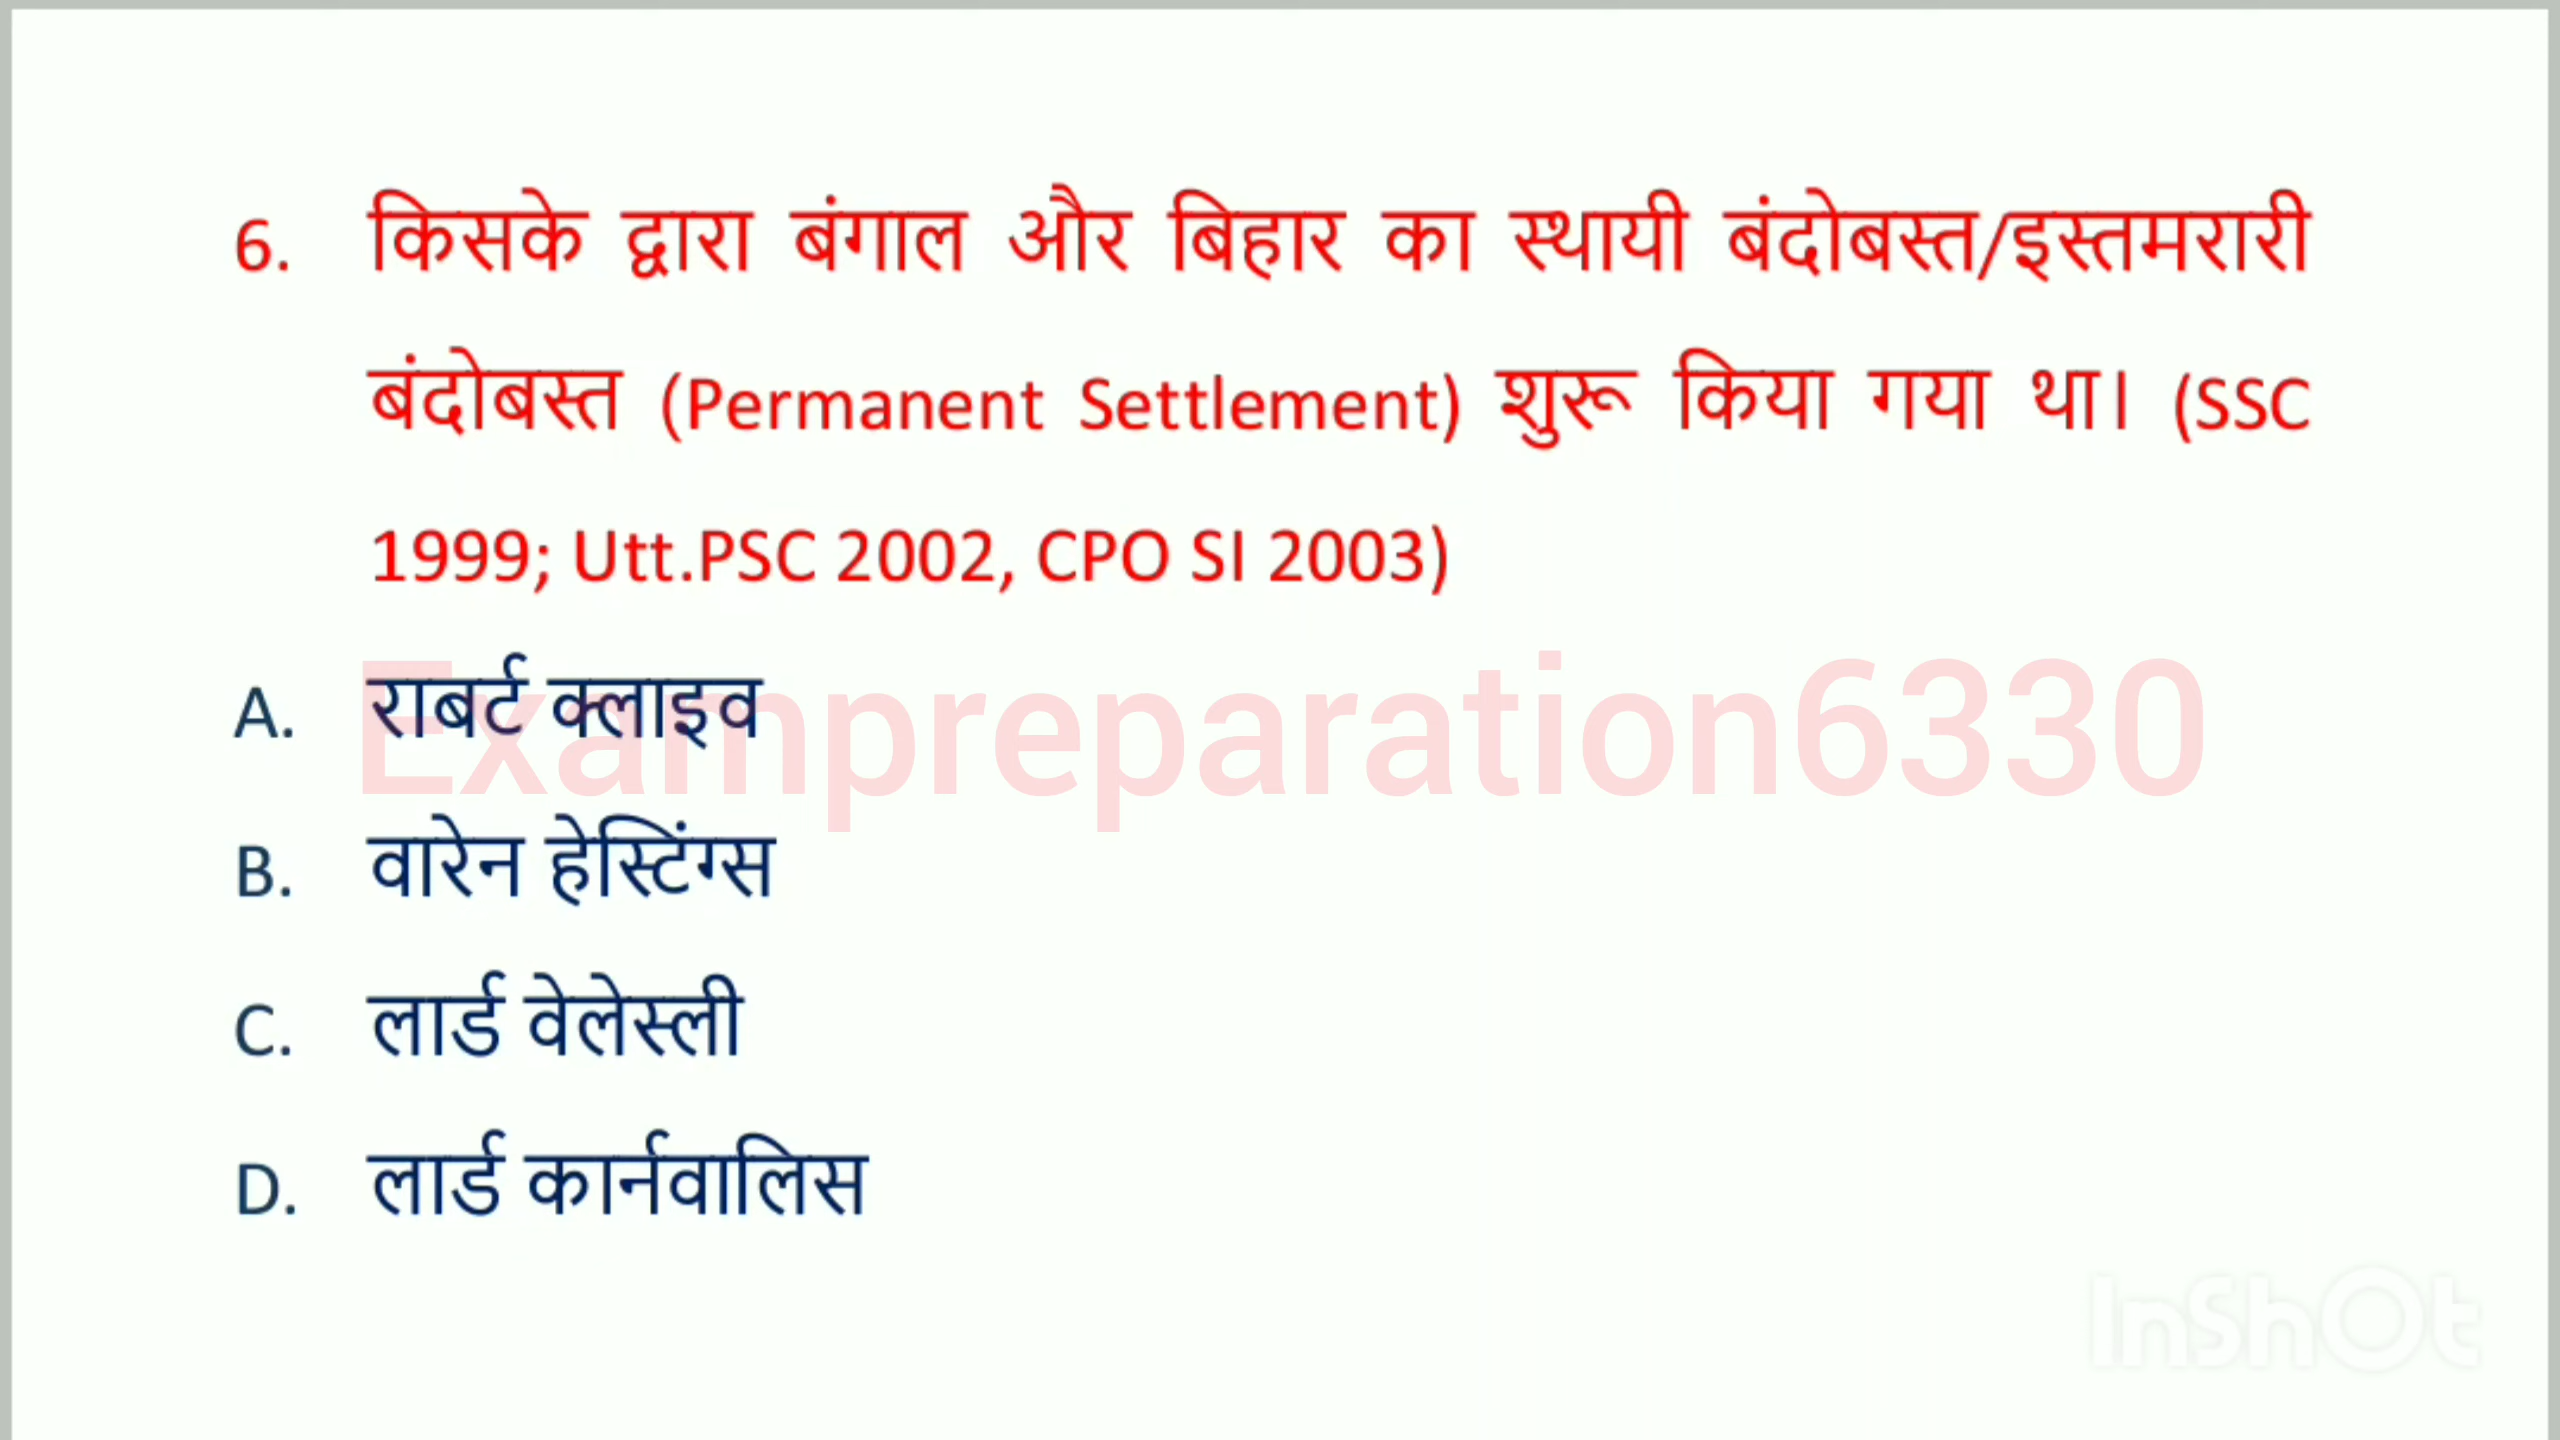 6. किसके द्वारा बंगाल और बिहार का स्थायी बंदोबस्त/इस्तमरारी
बंदोबस्त (Permanent Settlement) शुरू किया गया था। (SSC
1999; Utt.PSC 2002, CPO SI 2003)
A. राबर्ट क्लाइव
Exampreparation6330
B. वारेन हेस्टिंग्स
C. लार्ड वेलेस्ली
D. लार्ड कार्नवालिस
InShOt